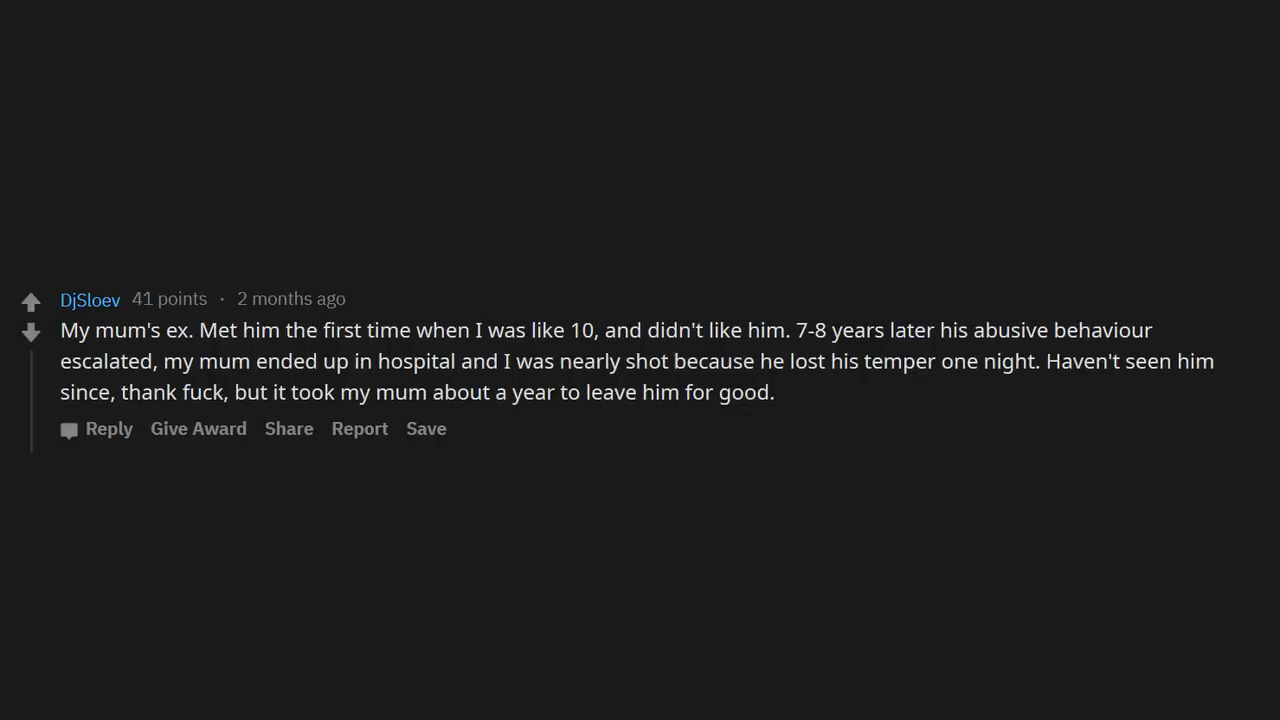 DjSloev 41 points · 2 months ago
My mum's ex. Met him the first time when I was like 10, and didn't like him. 7-8 years later his abusive behaviour
escalated, my mum ended up in hospital and I was nearly shot because he lost his temper one night. Haven't seen him
since, thank fuck, but it took my mum about a year to leave him for good.
Reply Give Award Share Report Save